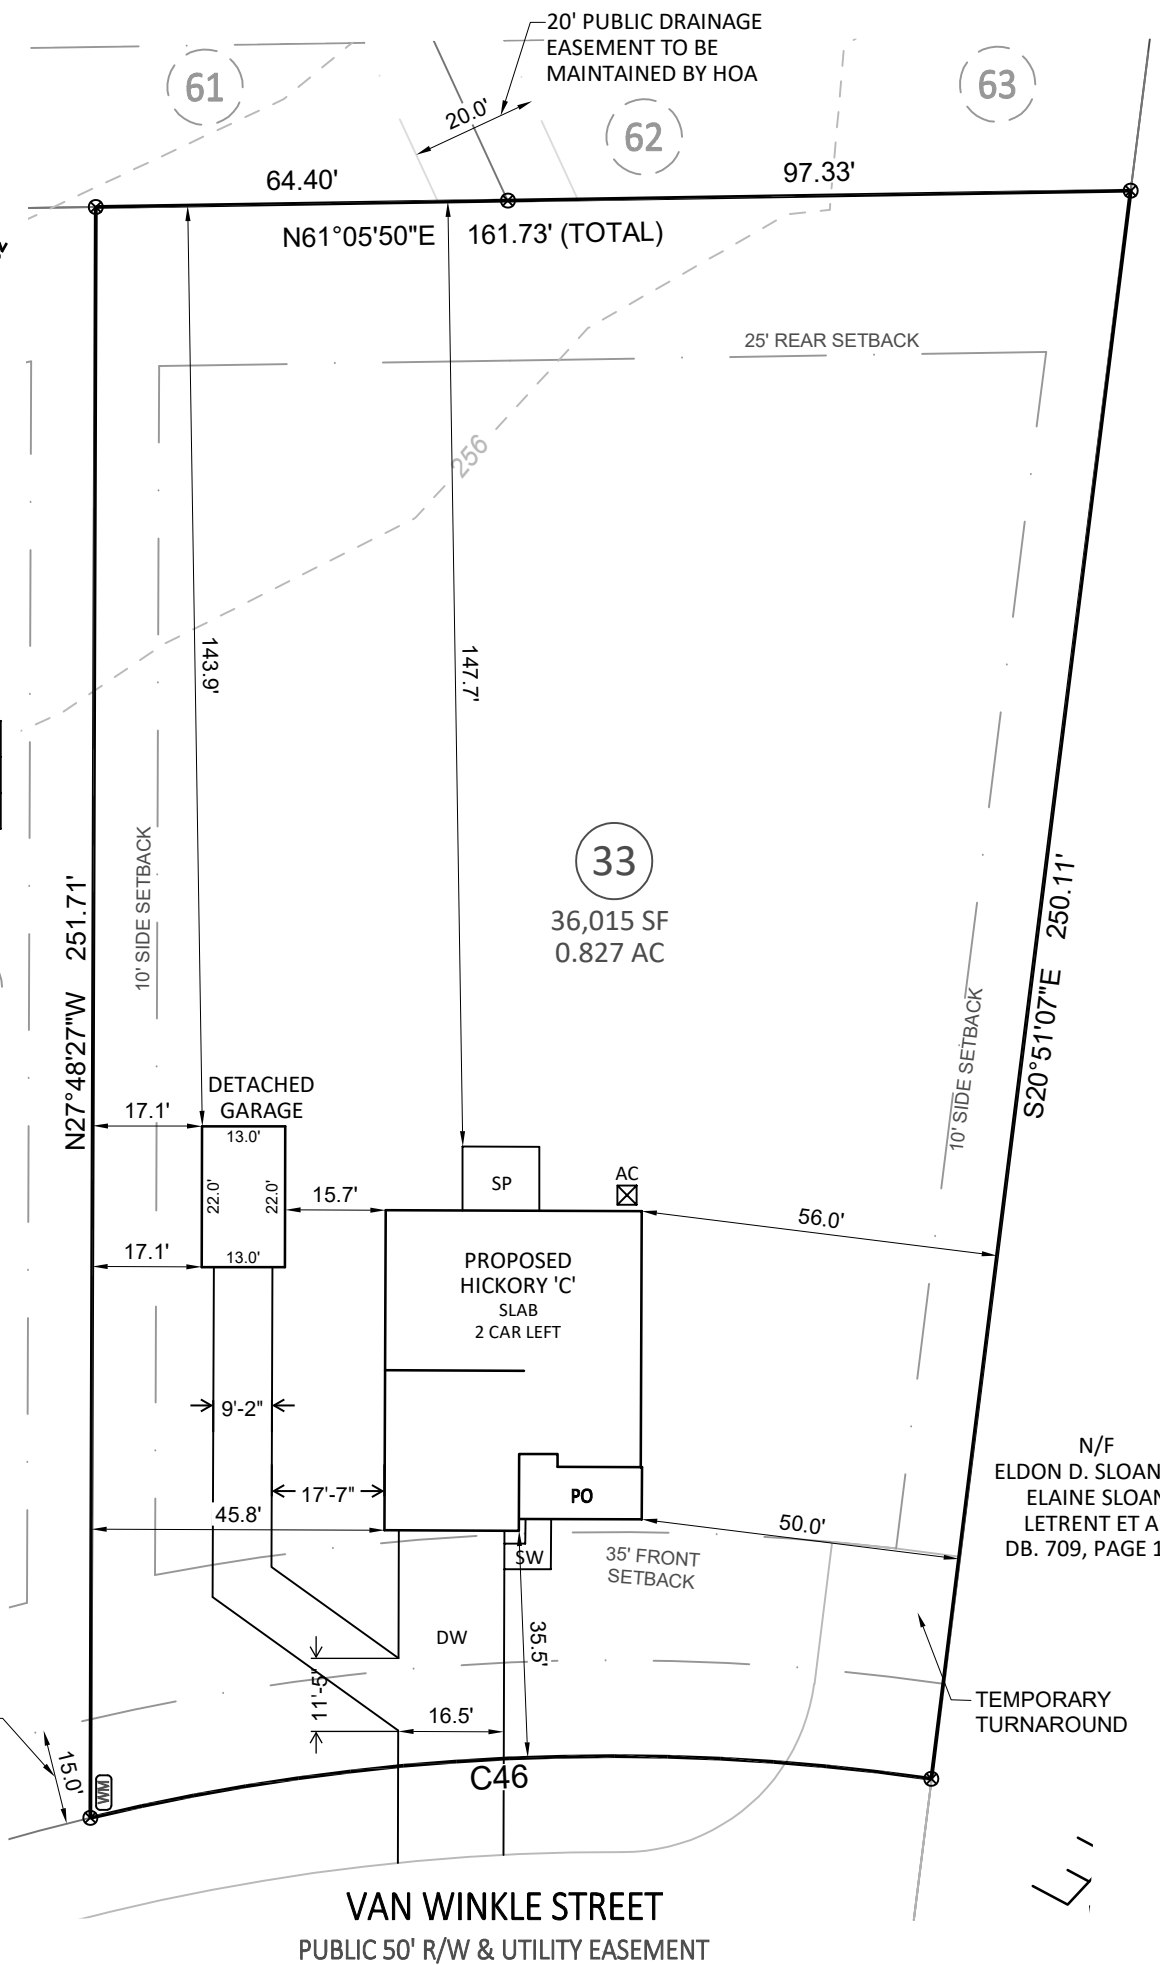 20' PUBLIC DRAINAGE
EASEMENT TO BE
MAINTAINED BY HOA
61
62
63
20.0'
64.40'
97.33'
N61°05'50"E 161.73' (TOTAL)
25' REAR SETBACK
256
143.9'
147.7'
33
36,015 SF
0.827 AC
10' SIDE SETBACK
N27°48'27"W 251.71'
S20°51'07"E 250.11'
10' SIDE SETBACK
DETACHED
GARAGE
17.1'
13.0'
22.0'
22.0'
13.0'
17.1'
15.7'
SP
AC
56.0'
PROPOSED
HICKORY 'C'
SLAB
2 CAR LEFT
9'-2"
17'-7"
45.8'
PO
50.0'
SW
35' FRONT
SETBACK
N/F
ELDON D. SLOAN
ELAINE SLOAN
LETRENT ET A
DB. 709, PAGE 1
DW
35.5'
11'-5"
16.5'
TEMPORARY
TURNAROUND
15.0'
WM
C46
VAN WINKLE STREET
PUBLIC 50' R/W & UTILITY EASEMENT